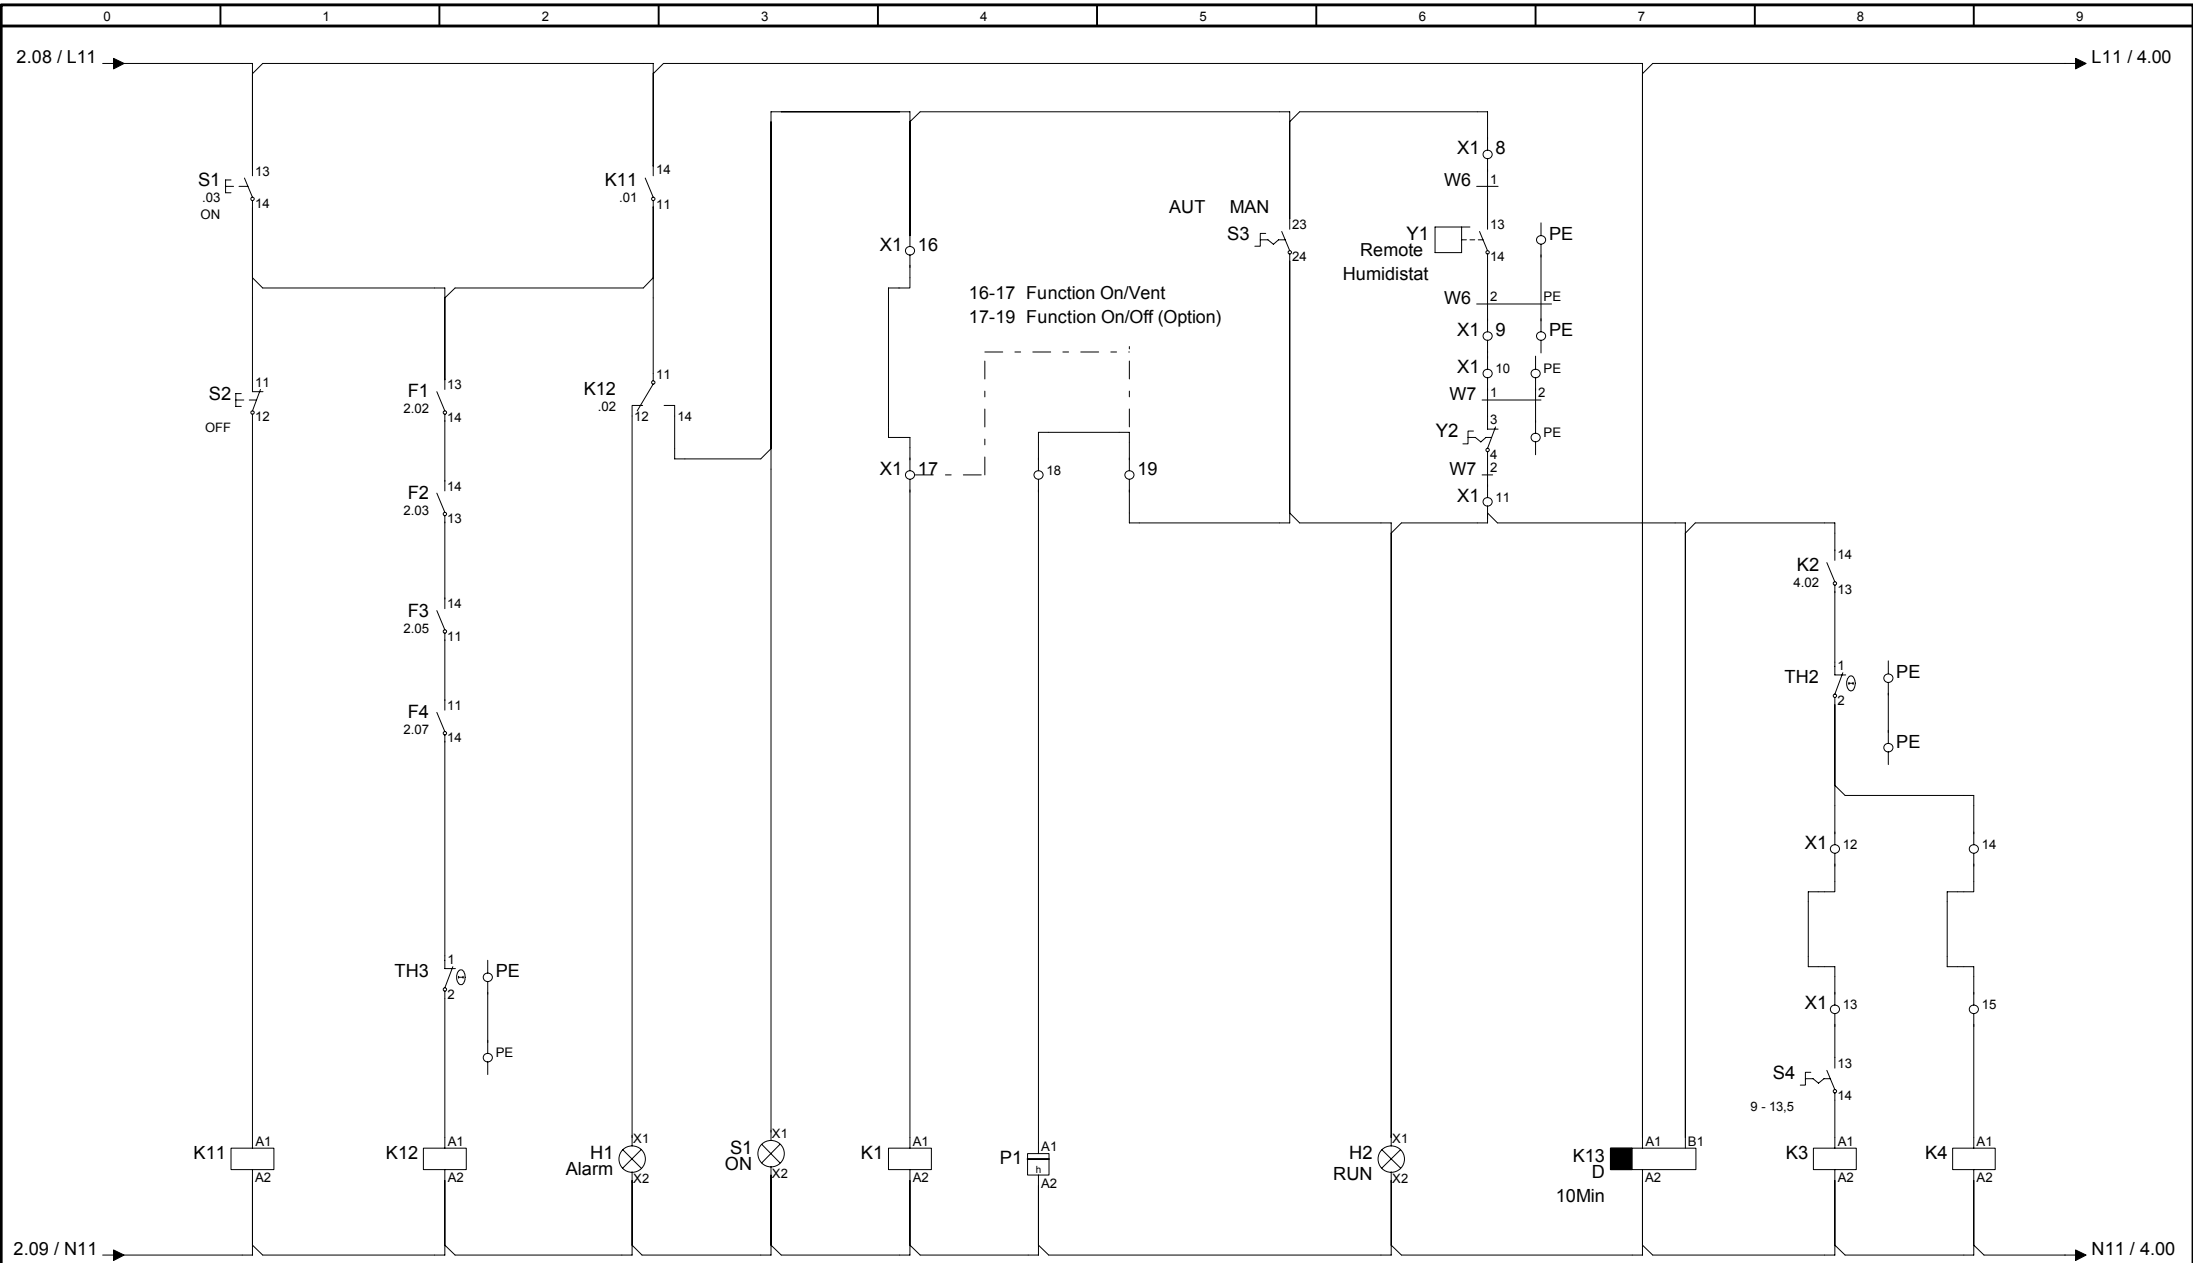 0 1 2 3 4 5 6 7 8 9
2.08 / L11
L11 / 4.00
S1
.03
ON
13
14
K11
.01
14
11
X1 16
16-17 Function On/Vent
17-19 Function On/Off (Option)
AUT MAN
S3
23
24
X1 8
W6 1
Y1
Remote
Humidistat
13
14
PE
W6 2 PE
X1 9 PE
X1 10 PE
W7 1 2
Y2
3
4
PE
W7 2
X1 11
S2
OFF
11
12
F1
2.02
13
14
K12
.02
11
12
14
X1 17
18
19
F2
2.03
14
13
F3
2.05
14
11
F4
2.07
11
14
K2
4.02
14
13
TH2
1
2
PE
PE
X1 12
14
X1 13
15
TH3
1
2
PE
PE
S4
9 - 13,5
13
14
K11
A1
A2
K12
A1
A2
H1
Alarm
X1
X2
S1
ON
X1
X2
K1
A1
A2
P1
A1
h
A2
H2
RUN
X1
X2
K13
D
10Min
A1
B1
A2
K3
A1
A2
K4
A1
A2
2.09 / N11
N11 / 4.00